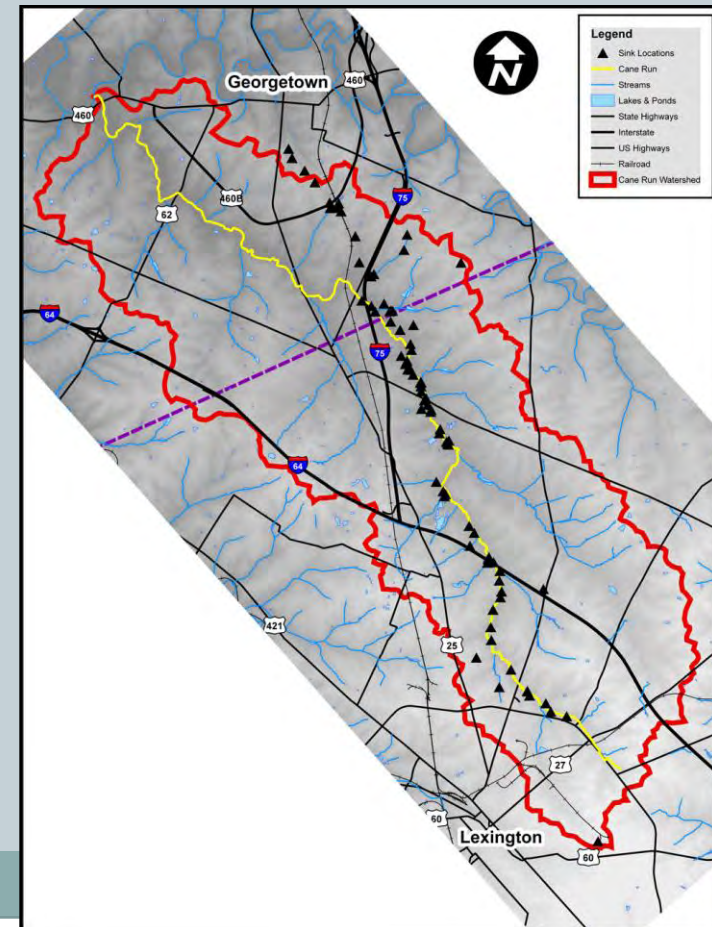 Georgetown
460
460
62
460B
75
64
75
64
421
25
27
60
Lexington
60
N
Legend
Sink Locations
Cane Run
Streams
Lakes & Ponds
State Highways
Interstate
US Highways
Railroad
Cane Run Watershed